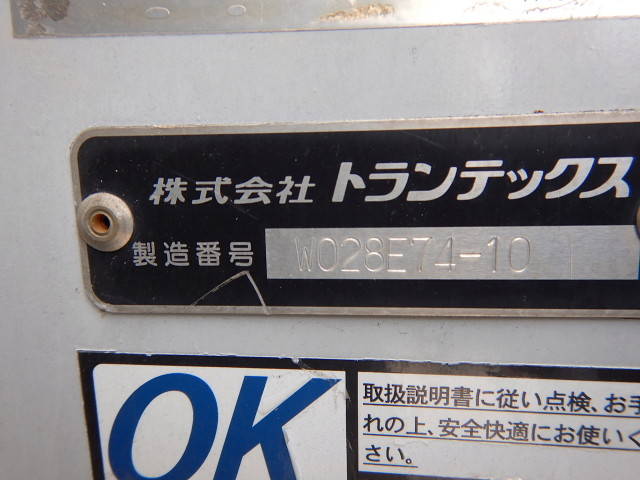 株式会社 トランテックス
製造番号 W028E74-10
OK
取扱説明書に従い点検、お手
れの上、安全快適にお使いく
さい。